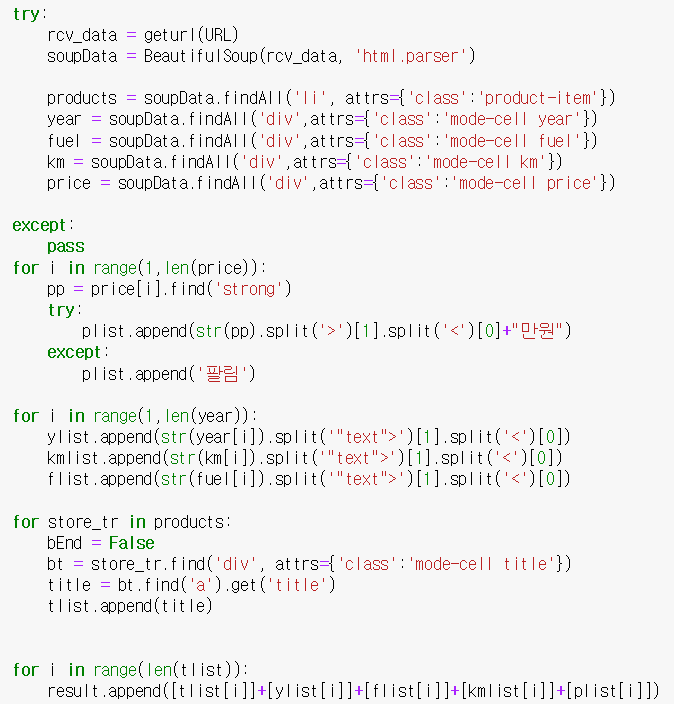 try:
    rcv_data = geturl(URL)
    soupData = BeautifulSoup(rcv_data, 'html.parser')

    products = soupData.findAll('li', attrs={'class':'product-item'})
    year = soupData.findAll('div',attrs={'class':'mode-cell year'})
    fuel = soupData.findAll('div',attrs={'class':'mode-cell fuel'})
    km = soupData.findAll('div',attrs={'class':'mode-cell km'})
    price = soupData.findAll('div',attrs={'class':'mode-cell price'})

except:
    pass
for i in range(1,len(price)):
    pp = price[i].find('strong')
    try:
        plist.append(str(pp).split('>')[1].split('<')[0]+"만원")
    except:
        plist.append('팔림')

for i in range(1,len(year)):
    ylist.append(str(year[i]).split('"text">')[1].split('<')[0])
    kmlist.append(str(km[i]).split('"text">')[1].split('<')[0])
    flist.append(str(fuel[i]).split('"text">')[1].split('<')[0])

for store_tr in products:
    bEnd = False
    bt = store_tr.find('div', attrs={'class':'mode-cell title'})
    title = bt.find('a').get('title')
    tlist.append(title)


for i in range(len(tlist)):
    result.append([tlist[i]]+[ylist[i]]+[flist[i]]+[kmlist[i]]+[plist[i]])